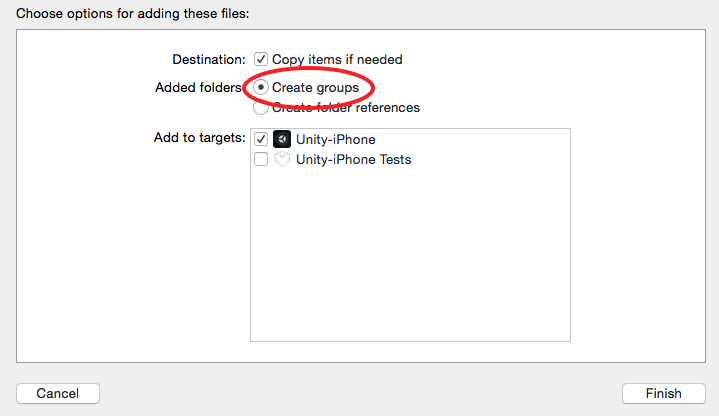 Choose options for adding these files:
Destination: Copy items if needed
Added folders Create groups
Create folder references
Add to targets: Unity-iPhone
Unity-iPhone Tests
Cancel Finish